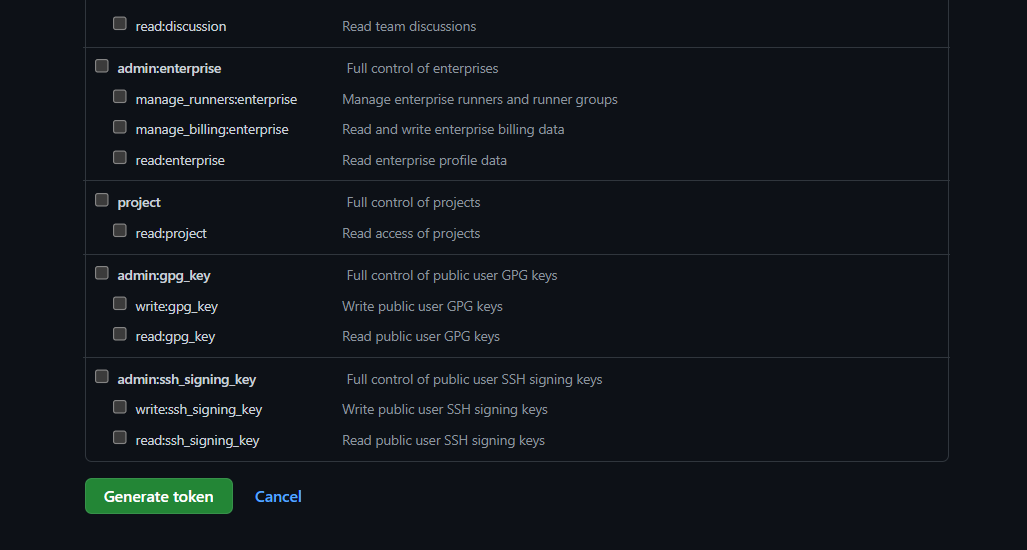 read:discussion Read team discussions
admin:enterprise Full control of enterprises
manage_runners:enterprise Manage enterprise runners and runner groups
manage_billing:enterprise Read and write enterprise billing data
read:enterprise Read enterprise profile data
project Full control of projects
read:project Read access of projects
admin:gpg_key Full control of public user GPG keys
write:gpg_key Write public user GPG keys
read:gpg_key Read public user GPG keys
admin:ssh_signing_key Full control of public user SSH signing keys
write:ssh_signing_key Write public user SSH signing keys
read:ssh_signing_key Read public user SSH signing keys
Generate token Cancel